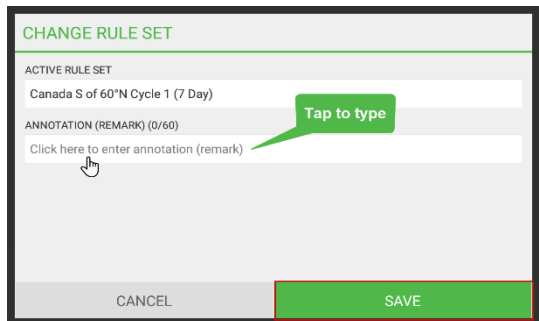 CHANGE RULE SET
ACTIVE RULE SET
Canada S of 60°N Cycle 1 (7 Day)
Tap to type
ANNOTATION (REMARK) (0/60)
Click here to enter annotation (remark)
CANCEL
SAVE